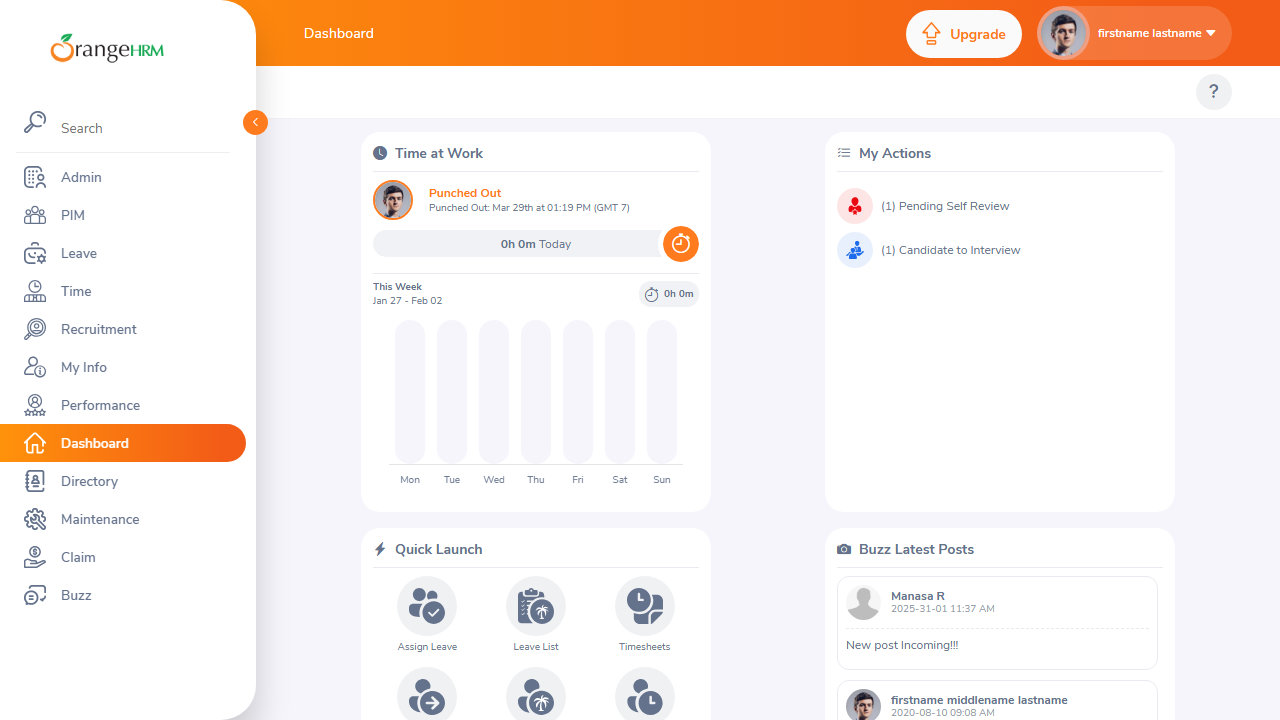 OrangeHRM
Search
Admin
PIM
Leave
Time
Recruitment
My Info
Performance
Dashboard
Directory
Maintenance
Claim
Buzz
Dashboard
Upgrade
firstname lastname
?
Time at Work
Punched Out
Punched Out: Mar 29th at 01:19 PM (GMT 7)
0h 0m Today
This Week
Jan 27 - Feb 02
0h 0m
Mon Tue Wed Thu Fri Sat Sun
My Actions
(1) Pending Self Review
(1) Candidate to Interview
Quick Launch
Assign Leave
Leave List
Timesheets
Buzz Latest Posts
Manasa R
2025-31-01 11:37 AM
New post Incoming!!!
firstname middlename lastname
2020-08-10 09:08 AM